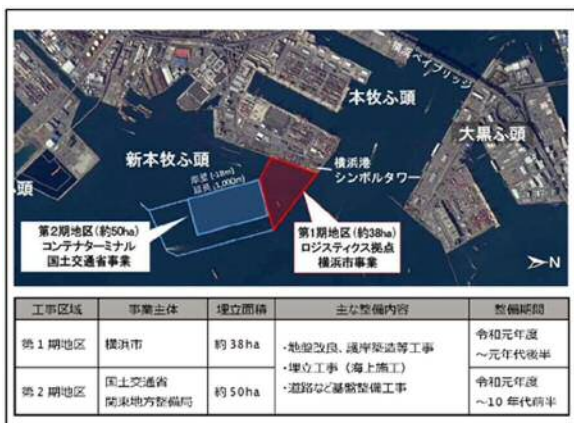 横浜ベイブリッジ
本牧ふ頭
大黒ふ頭
新本牧ふ頭
横浜港
シンボルタワー
岸壁(-18m)
延長(1,000m)
ふ頭
第2期地区(約50ha)
コンテナターミナル
国土交通省事業
第1期地区(約38ha)
ロジスティクス拠点
横浜市事業
N
工事区域 事業主体 埋立面積 主な整備内容 整備期間
第1期地区 横浜市 約38ha ・地盤改良、護岸築造等工事 令和元年度
～元年代後半
・埋立工事（海上施工）
第2期地区 国土交通省 約50ha ・道路など基盤整備工事 令和元年度
関東地方整備局 ～10年代前半